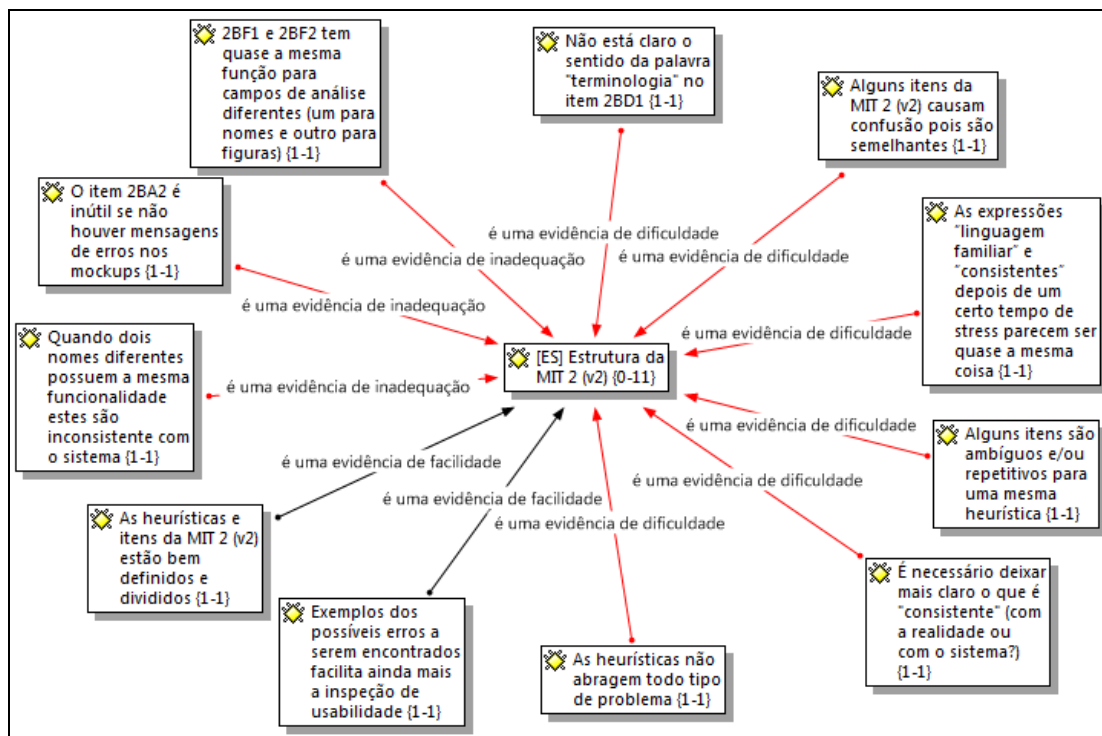 2BF1 e 2BF2 tem
quase a mesma
função para
campos de análise
diferentes (um para
nomes e outro para
figuras) {1-1}
Não está claro o
sentido da palavra
"terminologia" no
item 2BD1 {1-1}
Alguns itens da
MIT 2 (v2) causam
confusão pois são
semelhantes {1-1}
O item 2BA2 é
inútil se não
houver mensagens
de erros nos
mockups {1-1}
As expressões
"linguagem
familiar" e
"consistentes"
depois de um
certo tempo de
stress parecem ser
quase a mesma
coisa {1-1}
é uma evidência de dificuldade
é uma evidência de inadequação
é uma evidência de dificuldade
é uma evidência de inadequação
é uma evidência de dificuldade
Quando dois
nomes diferentes
possuem a mesma
funcionalidade
estes são
inconsistente com
o sistema {1-1}
é uma evidência de inadequação
[ES] Estrutura da
MIT 2 (v2) {0-11}
é uma evidência de dificuldade
Alguns itens são
ambíguos e/ou
repetitivos para
uma mesma
heurística {1-1}
é uma evidência de facilidade
é uma evidência de dificuldade
é uma evidência de facilidade
é uma evidência de dificuldade
As heurísticas e
itens da MIT 2 (v2)
estão bem
definidos e
divididos {1-1}
Exemplos dos
possíveis erros a
serem encontrados
facilita ainda mais
a inspeção de
usabilidade {1-1}
As heurísticas não
abragem todo tipo
de problema {1-1}
É necessário deixar
mais claro o que é
"consistente" (com
a realidade ou
com o sistema?)
{1-1}